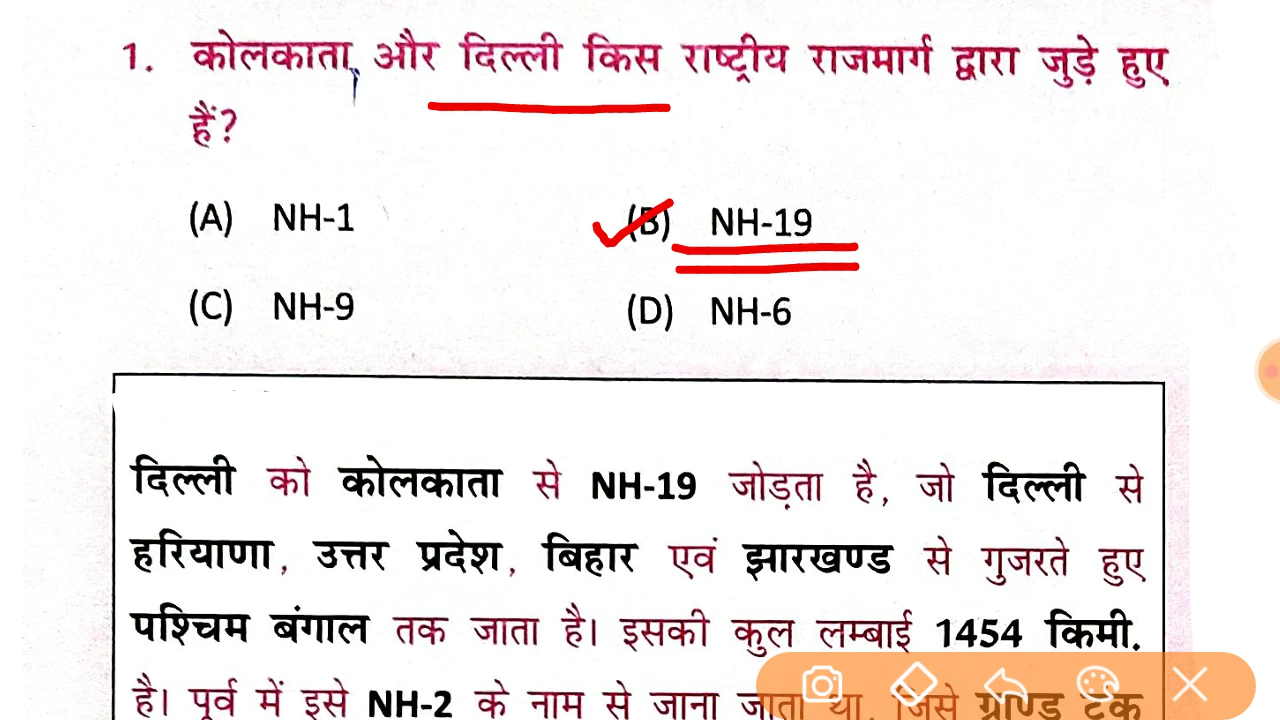 1. कोलकाता, और दिल्ली किस राष्ट्रीय राजमार्ग द्वारा जुड़े हुए
हैं?
(A) NH-1 (B) NH-19
(C) NH-9 (D) NH-6
दिल्ली को कोलकाता से NH-19 जोड़ता है, जो दिल्ली से
हरियाणा, उत्तर प्रदेश, बिहार एवं झारखण्ड से गुजरते हुए
पश्चिम बंगाल तक जाता है। इसकी कुल लम्बाई 1454 किमी.
है। पूर्व में इसे NH-2 के नाम से जाना जाता था, जिसे ग्राण्ड ट्रंक